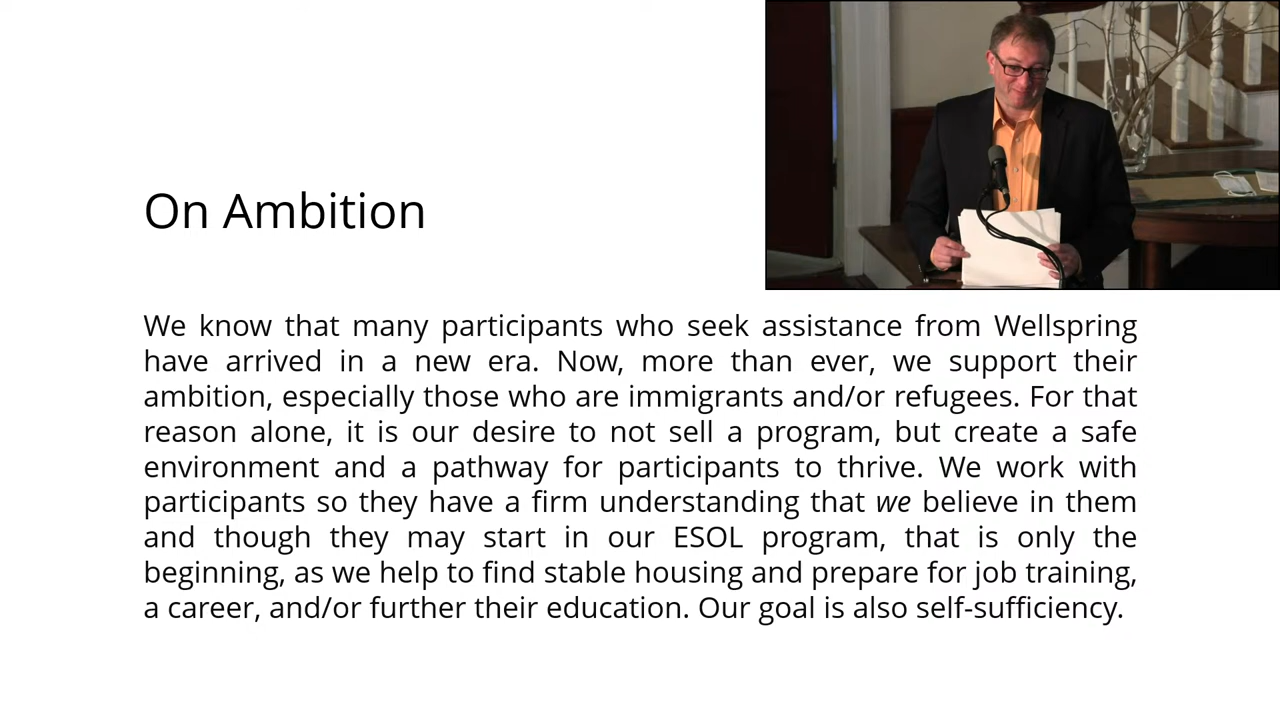 On Ambition
We know that many participants who seek assistance from Wellspring
have arrived in a new era. Now, more than ever, we support their
ambition, especially those who are immigrants and/or refugees. For that
reason alone, it is our desire to not sell a program, but create a safe
environment and a pathway for participants to thrive. We work with
participants so they have a firm understanding that we believe in them
and though they may start in our ESOL program, that is only the
beginning, as we help to find stable housing and prepare for job training,
a career, and/or further their education. Our goal is also self-sufficiency.